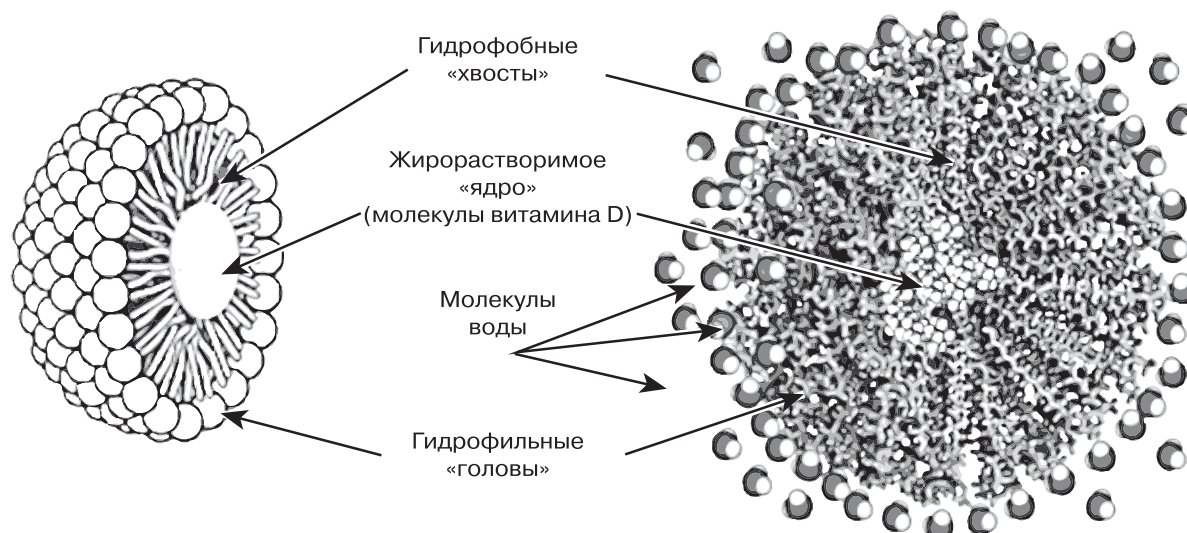 Гидрофобные
«хвосты»
Жирорастворимое
«ядро»
(молекулы витамина D)
Молекулы
воды
Гидрофильные
«головы»